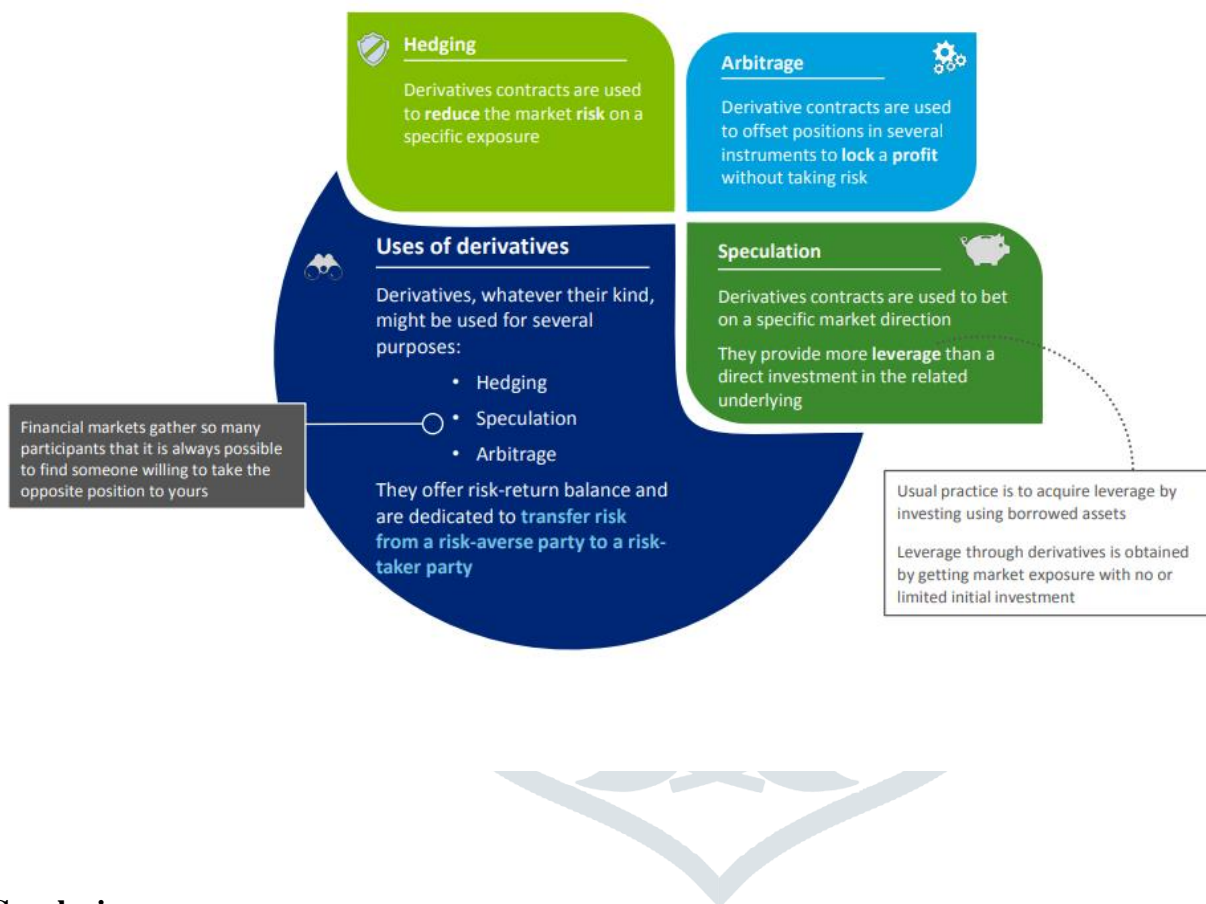 Hedging
Derivatives contracts are used
to reduce the market risk on a
specific exposure
Arbitrage
Derivative contracts are used
to offset positions in several
instruments to lock a profit
without taking risk
Uses of derivatives
Derivatives, whatever their kind,
might be used for several
purposes:
• Hedging
• Speculation
• Arbitrage
They offer risk-return balance and
are dedicated to transfer risk
from a risk-averse party to a risk-
taker party
Speculation
Derivatives contracts are used to bet
on a specific market direction
They provide more leverage than a
direct investment in the related
underlying
Financial markets gather so many
participants that it is always possible
to find someone willing to take the
opposite position to yours
Usual practice is to acquire leverage by
investing using borrowed assets
Leverage through derivatives is obtained
by getting market exposure with no or
limited initial investment